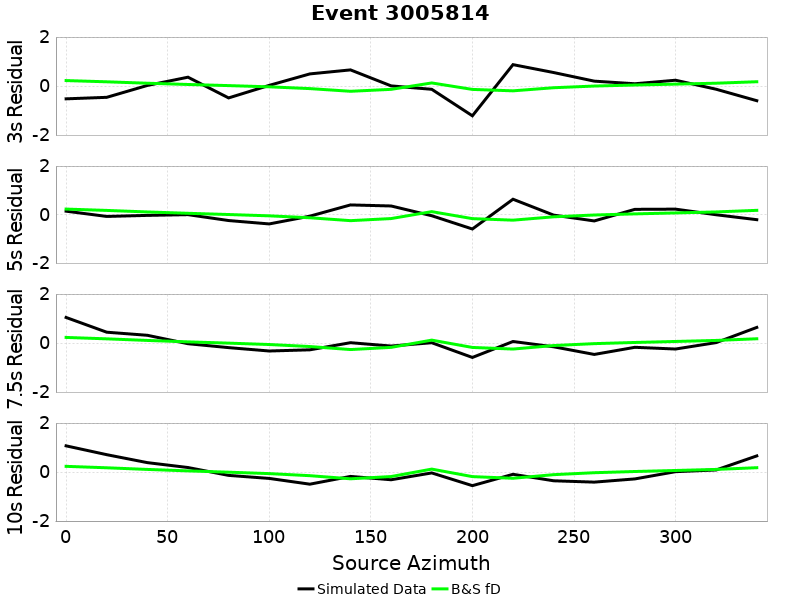 Event 3005814
3s Residual
2
0
-2
5s Residual
2
0
-2
7.5s Residual
2
0
-2
10s Residual
2
0
-2
0 50 100 150 200 250 300
Source Azimuth
Simulated Data B&S fD